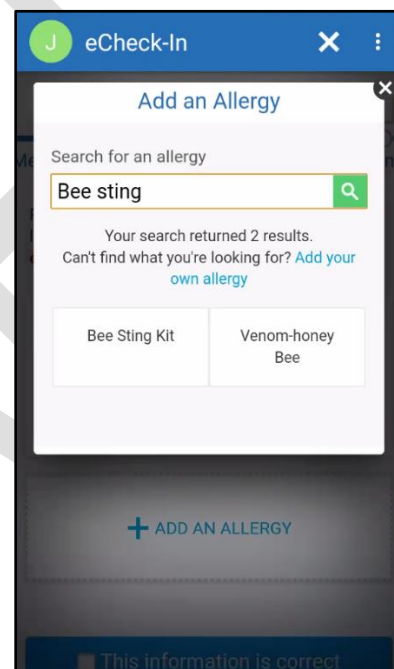 J eCheck-In
Add an Allergy
Search for an allergy
Bee sting
Your search returned 2 results.
Can't find what you're looking for? Add your
own allergy
Bee Sting Kit
Venom-honey
Bee
ADD AN ALLERGY
This information is correct